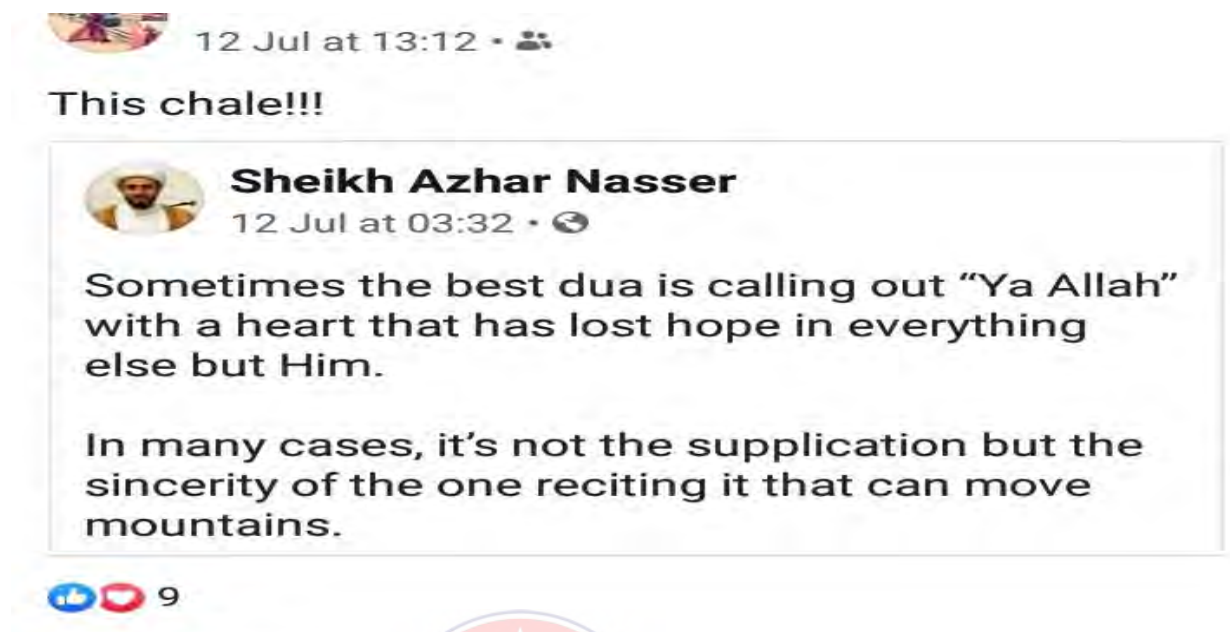 12 Jul at 13:12 •
This chale!!!
Sheikh Azhar Nasser
12 Jul at 03:32 •
Sometimes the best dua is calling out “Ya Allah”
with a heart that has lost hope in everything
else but Him.
In many cases, it’s not the supplication but the
sincerity of the one reciting it that can move
mountains.
9